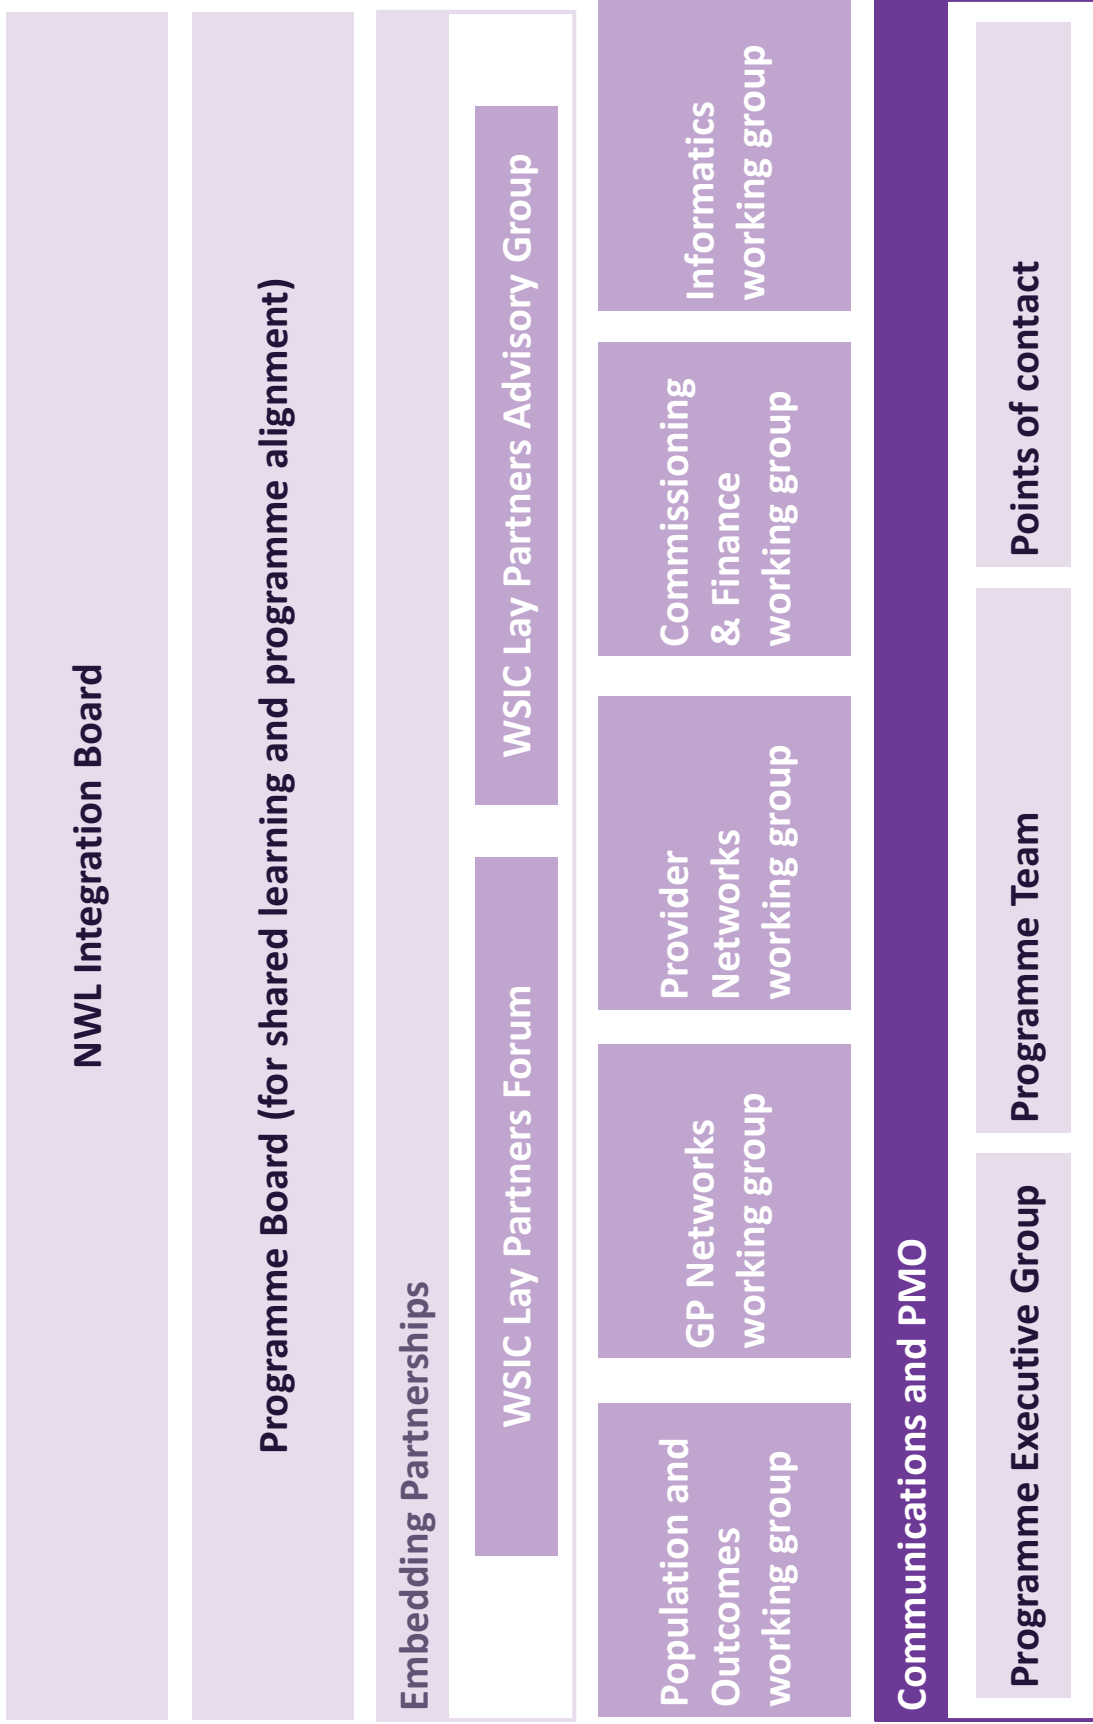 NWL Integration Board
Programme Board (for shared learning and programme alignment)
Embedding Partnerships
WSIC Lay Partners Forum
WSIC Lay Partners Advisory Group
Population and
Outcomes
working group
GP Networks
working group
Provider
Networks
working group
Commissioning
& Finance
working group
Informatics
working group
Communications and PMO
Programme Executive Group
Programme Team
Points of contact